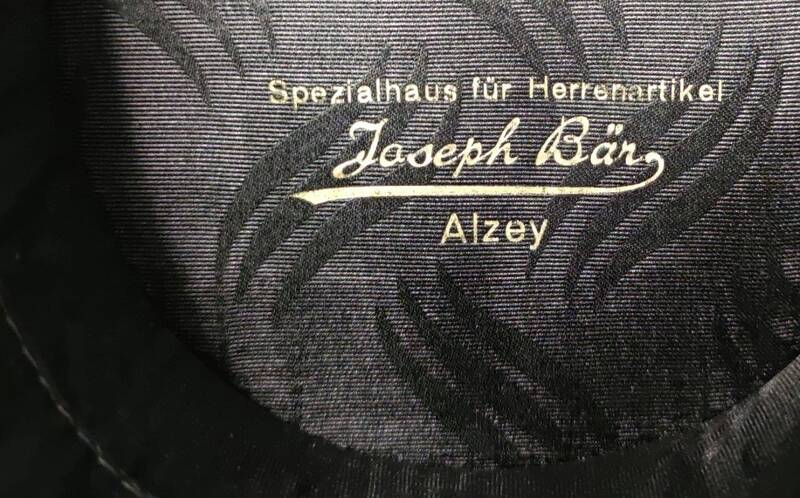 Spezialhaus für Herrenartikel
Joseph Bär
Alzey